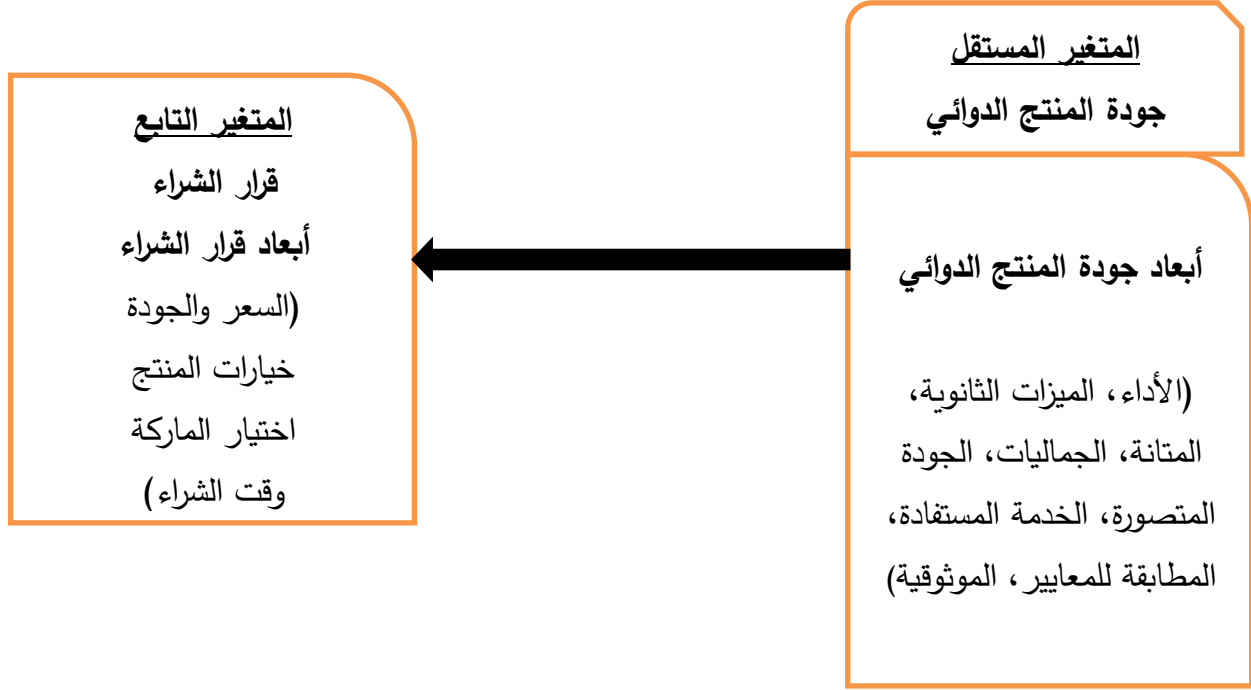 المتغير المستقل
جودة المنتج الدوائي
أبعاد جودة المنتج الدوائي
(الأداء، الميزات الثانوية،
المتانة، الجماليات، الجودة
المتصورة، الخدمة المستفادة،
المطابقة للمعايير، الموثوقية)
المتغير التابع
قرار الشراء
أبعاد قرار الشراء
(السعر والجودة
خيارات المنتج
اختيار الماركة
وقت الشراء)